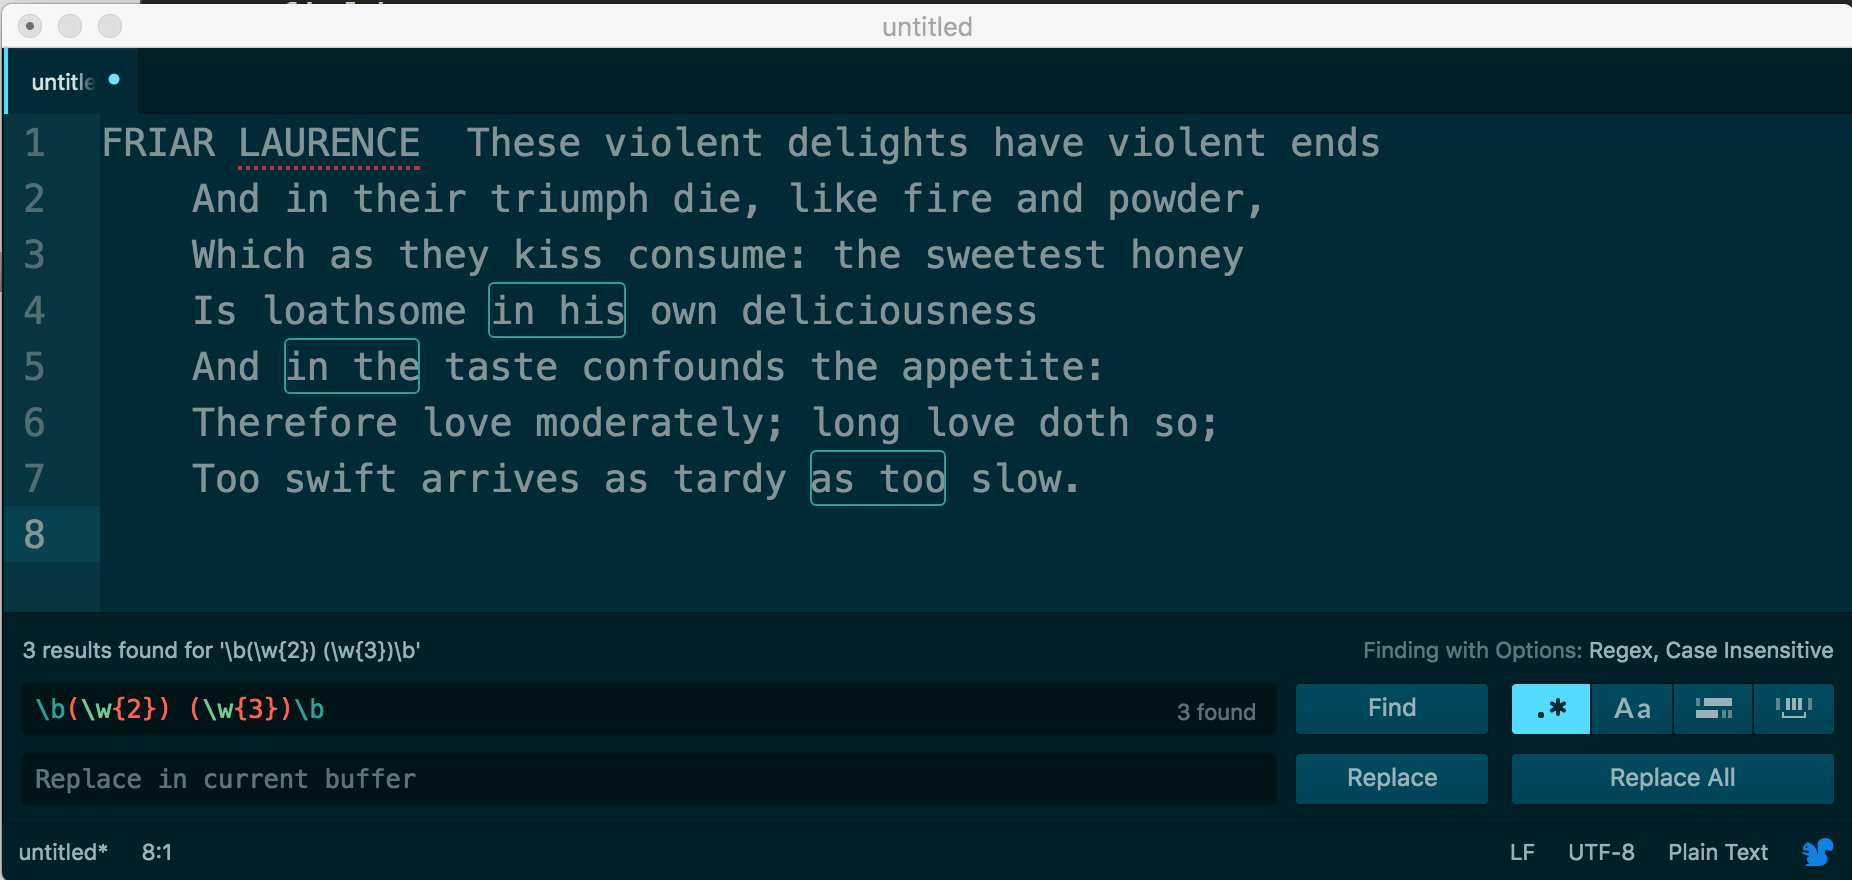 untitled
untitle
1 FRIAR LAURENCE  These violent delights have violent ends
2     And in their triumph die, like fire and powder,
3     Which as they kiss consume: the sweetest honey
4     Is loathsome in his own deliciousness
5     And in the taste confounds the appetite:
6     Therefore love moderately; long love doth so;
7     Too swift arrives as tardy as too slow.
8
3 results found for '\b(\w{2}) (\w{3})\b' Finding with Options: Regex, Case Insensitive
\b(\w{2}) (\w{3})\b 3 found Find .* Aa
Replace in current buffer Replace Replace All
untitled* 8:1 LF UTF-8 Plain Text